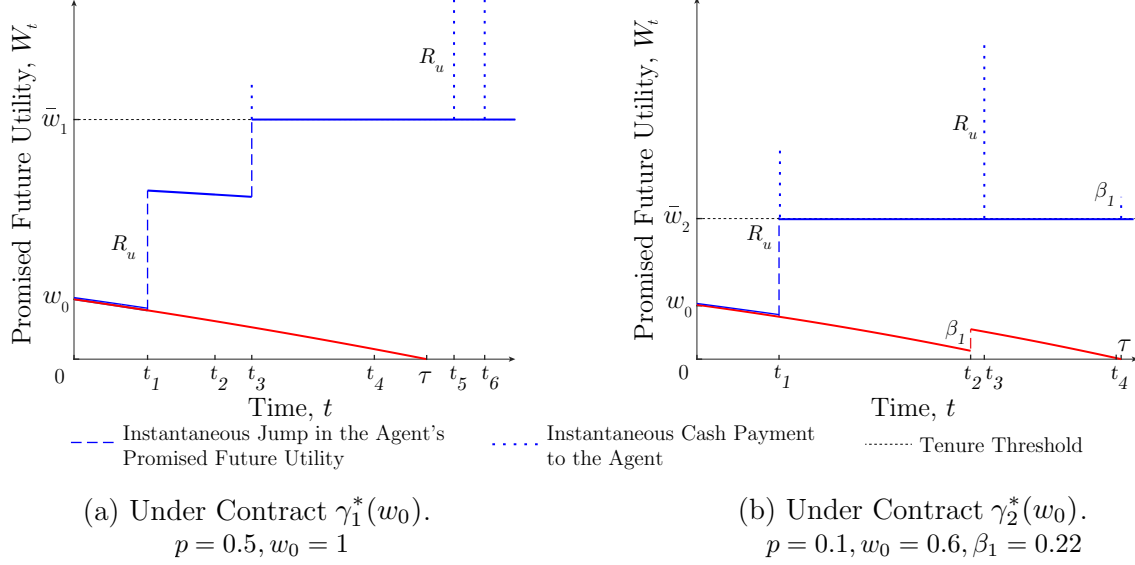 Promised Future Utility, W_t
w̄_1
w_0
0
R_u
R_u
t_1
t_2
t_3
t_4
τ
t_5
t_6
Time, t
Promised Future Utility, W_t
w̄_2
w_0
0
R_u
R_u
β_1
β_1
t_1
t_2
t_3
t_4
τ
Time, t
Instantaneous Jump in the Agent's
Promised Future Utility
Instantaneous Cash Payment
to the Agent
Tenure Threshold
(a) Under Contract γ_1^*(w_0).
p = 0.5, w_0 = 1
(b) Under Contract γ_2^*(w_0).
p = 0.1, w_0 = 0.6, β_1 = 0.22